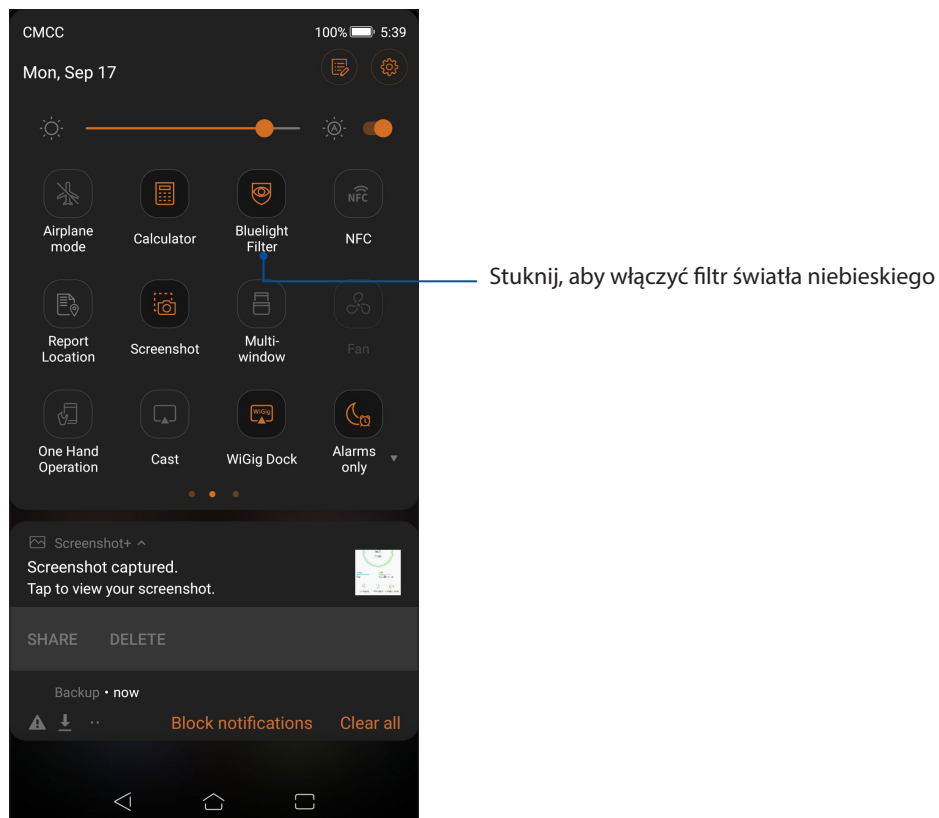 CMCC
100% 5:39
Mon, Sep 17
A
NFC
Airplane
mode
Calculator
Bluelight
Filter
NFC
Stuknij, aby włączyć filtr światła niebieskiego
Report
Location
Screenshot
Multi-
window
Fan
WiGig
One Hand
Operation
Cast
WiGig Dock
Alarms
only
Screenshot+
Screenshot captured.
Tap to view your screenshot.
SHARE DELETE
Backup • now
Block notifications Clear all